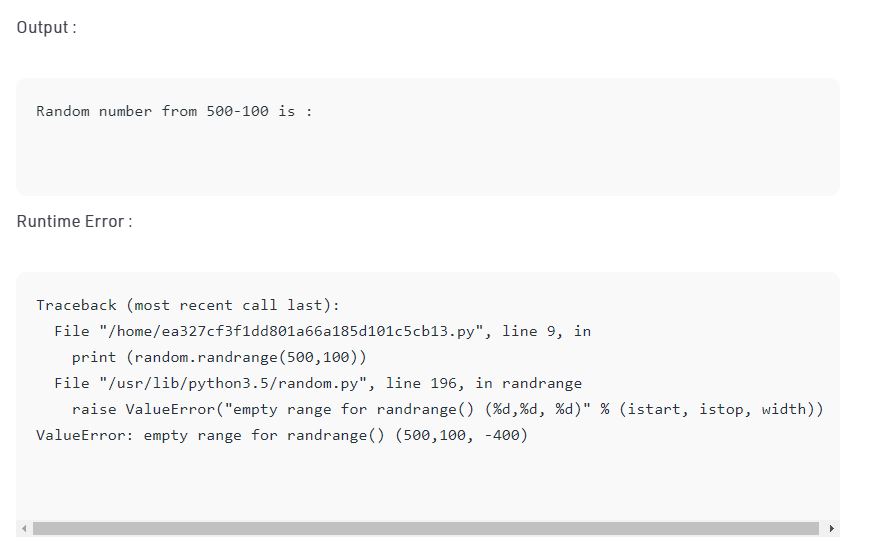 Output :
Random number from 500-100 is :
Runtime Error :
Traceback (most recent call last):
  File "/home/ea327cf3f1dd801a66a185d101c5cb13.py", line 9, in
    print (random.randrange(500,100))
  File "/usr/lib/python3.5/random.py", line 196, in randrange
    raise ValueError("empty range for randrange() (%d,%d, %d)" % (istart, istop, width))
ValueError: empty range for randrange() (500,100, -400)